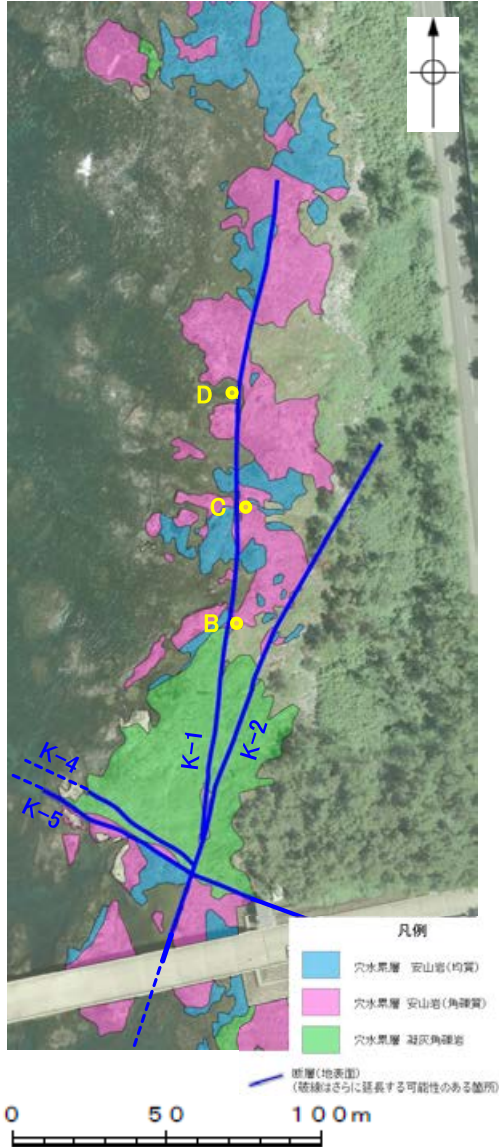 D
C
B
K-1
K-2
K-4
K-5
凡例
穴水累層 安山岩(均質)
穴水累層 安山岩(角礫質)
穴水累層 凝灰角礫岩
断層(地表面)
(破線はさらに延長する可能性のある箇所)
0 50 100m